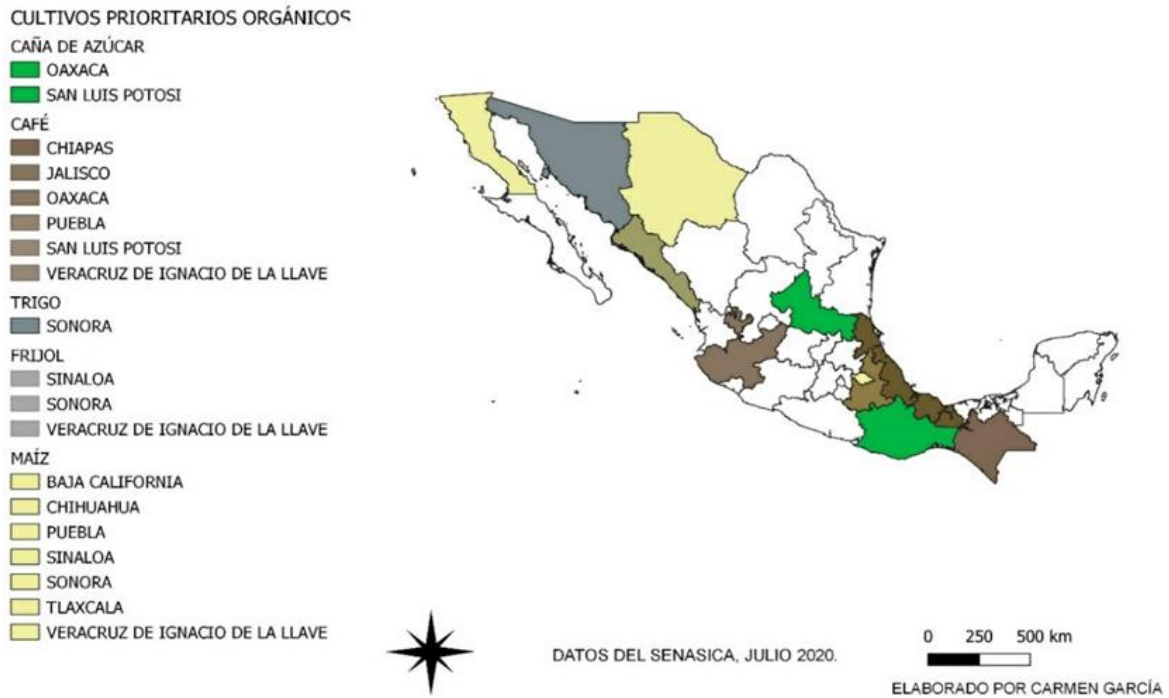 CULTIVOS PRIORITARIOS ORGÁNICOS
CAÑA DE AZÚCAR
OAXACA
SAN LUIS POTOSI
CAFÉ
CHIAPAS
JALISCO
OAXACA
PUEBLA
SAN LUIS POTOSI
VERACRUZ DE IGNACIO DE LA LLAVE
TRIGO
SONORA
FRIJOL
SINALOA
SONORA
VERACRUZ DE IGNACIO DE LA LLAVE
MAÍZ
BAJA CALIFORNIA
CHIHUAHUA
PUEBLA
SINALOA
SONORA
TLAXCALA
VERACRUZ DE IGNACIO DE LA LLAVE
DATOS DEL SENASICA, JULIO 2020.
0 250 500 km
ELABORADO POR CARMEN GARCÍA